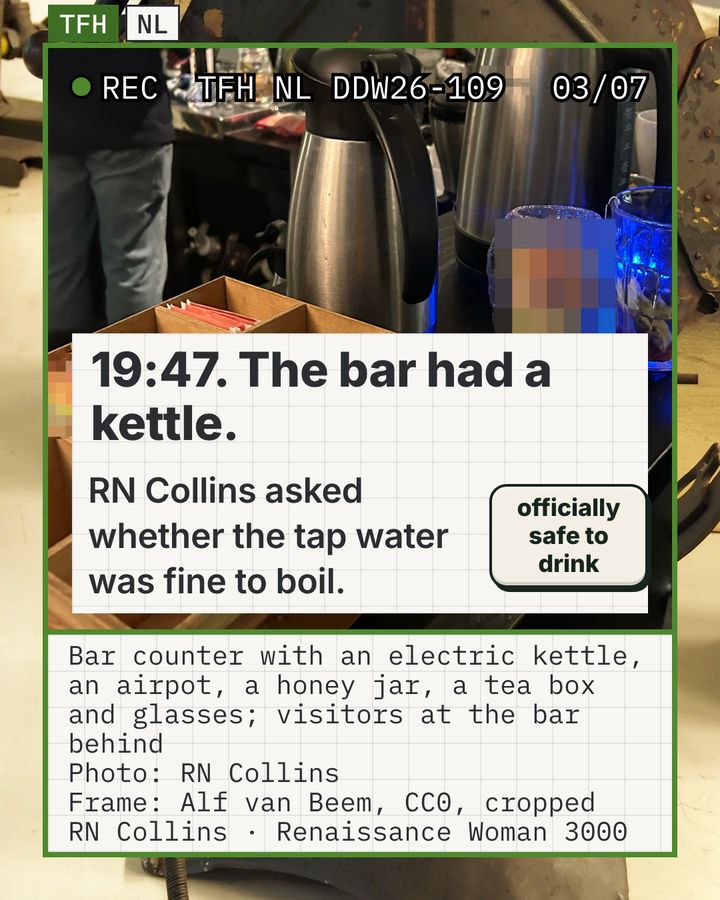 TFH NL
REC TFH NL DDW26-109 03/07
19:47. The bar had a
kettle.
RN Collins asked
whether the tap water
was fine to boil.
officially
safe to
drink
Bar counter with an electric kettle,
an airpot, a honey jar, a tea box
and glasses; visitors at the bar
behind
Photo: RN Collins
Frame: Alf van Beem, CC0, cropped
RN Collins · Renaissance Woman 3000